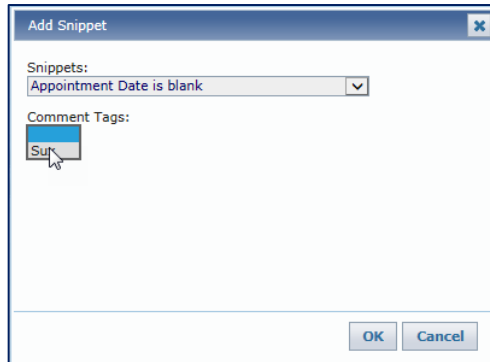 Add Snippet
Snippets:
Appointment Date is blank
Comment Tags:
OK Cancel